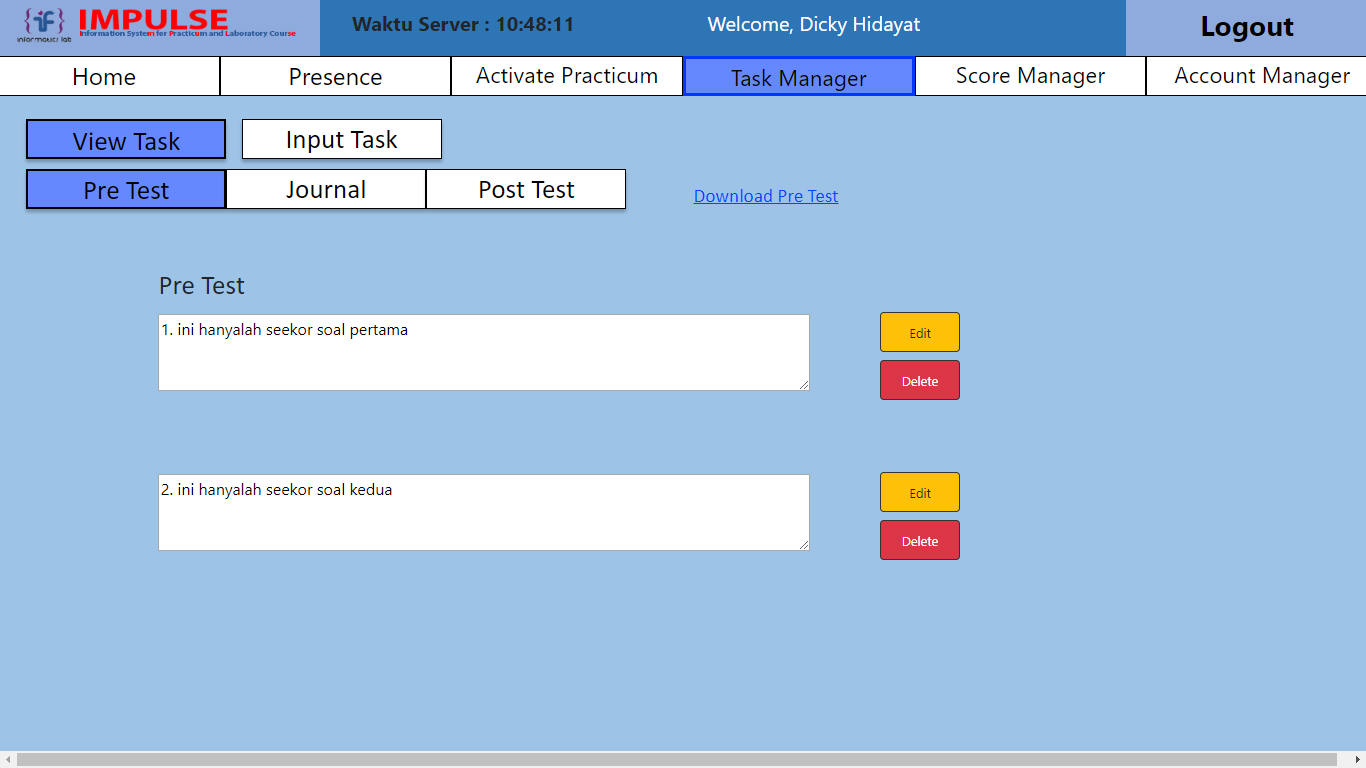 informatics lab
IMPULSE
Information System for Practicum and Laboratory Course
Waktu Server : 10:48:11
Welcome, Dicky Hidayat
Logout
Home
Presence
Activate Practicum
Task Manager
Score Manager
Account Manager
View Task
Input Task
Pre Test
Journal
Post Test
Download Pre Test
Pre Test
1. ini hanyalah seekor soal pertama
Edit
Delete
2. ini hanyalah seekor soal kedua
Edit
Delete